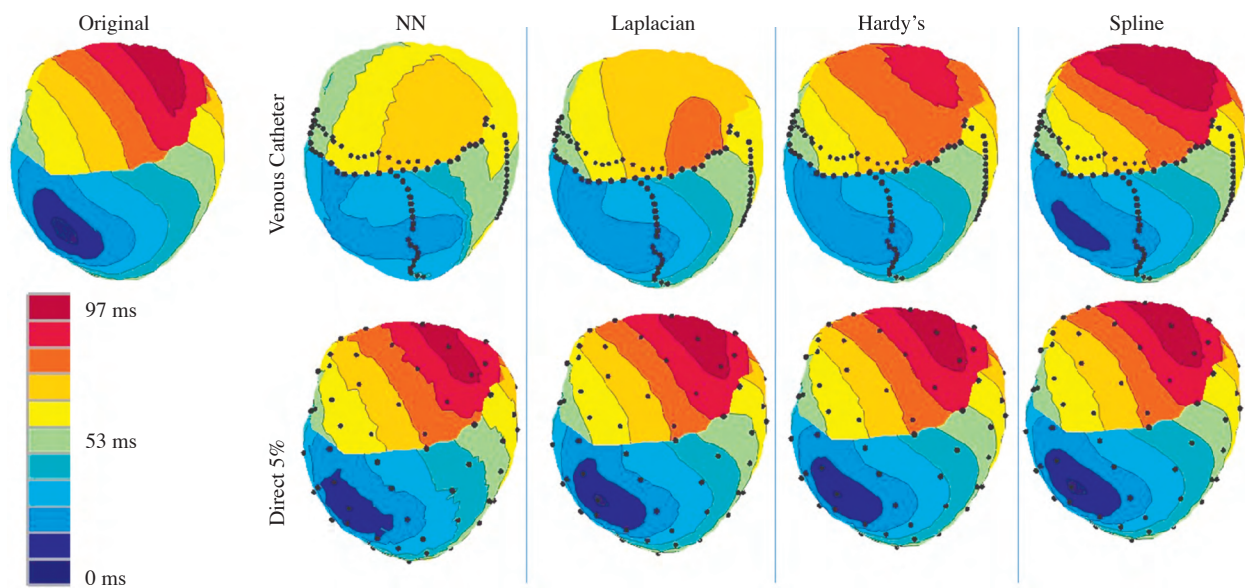 Original
NN
Laplacian
Hardy's
Spline
Venous Catheter
97 ms
53 ms
0 ms
Direct 5%